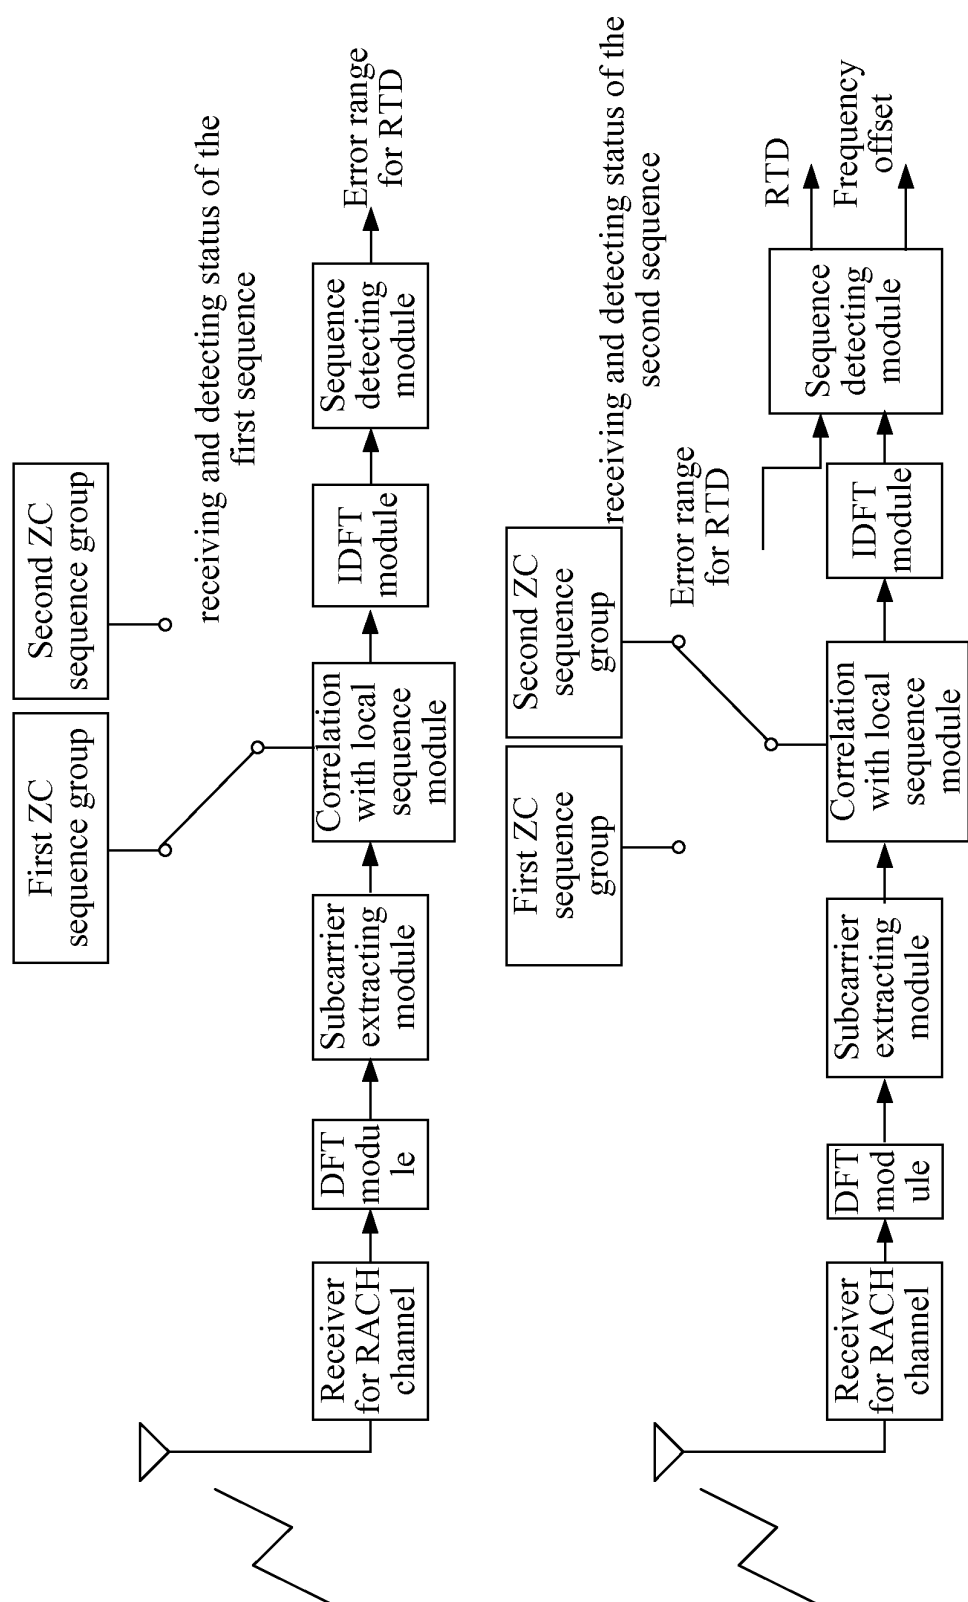 First ZC
sequence group
Second ZC
sequence group
receiving and detecting status of the
first sequence
Receiver
for RACH
channel
DFT
modu
le
Subcarrier
extracting
module
Correlation
with local
sequence
module
IDFT
module
Sequence
detecting
module
Error range
for RTD
First ZC
sequence
group
Second ZC
sequence
group
receiving and detecting status of the
second sequence
Error range
for RTD
Receiver
for RACH
channel
DFT
mod
ule
Subcarrier
extracting
module
Correlation
with local
sequence
module
IDFT
module
Sequence
detecting
module
RTD
Frequency
offset